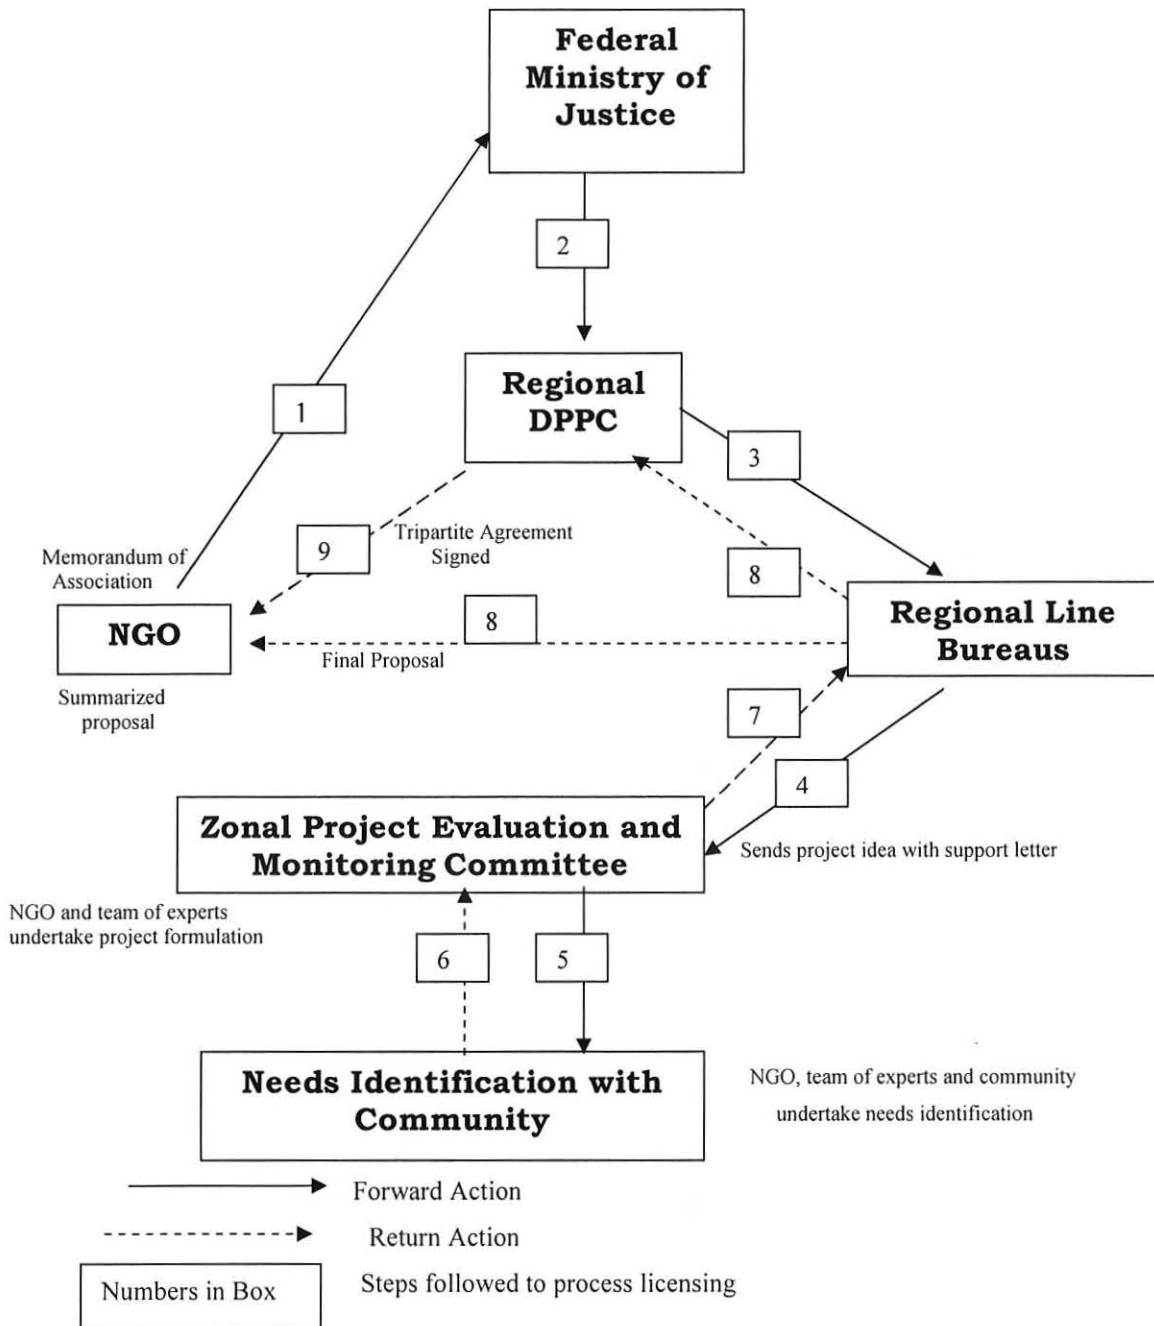 Federal
Ministry of
Justice
2
Regional
DPPC
1
3
Tripartite Agreement
Signed
9
Memorandum of
Association
8
8
Regional Line
Bureaus
NGO
Final Proposal
Summarized
proposal
7
4
Zonal Project Evaluation and
Monitoring Committee
Sends project idea with support letter
NGO and team of experts
undertake project formulation
6
5
Needs Identification with
Community
NGO, team of experts and community
undertake needs identification
Forward Action
Return Action
Numbers in Box
Steps followed to process licensing